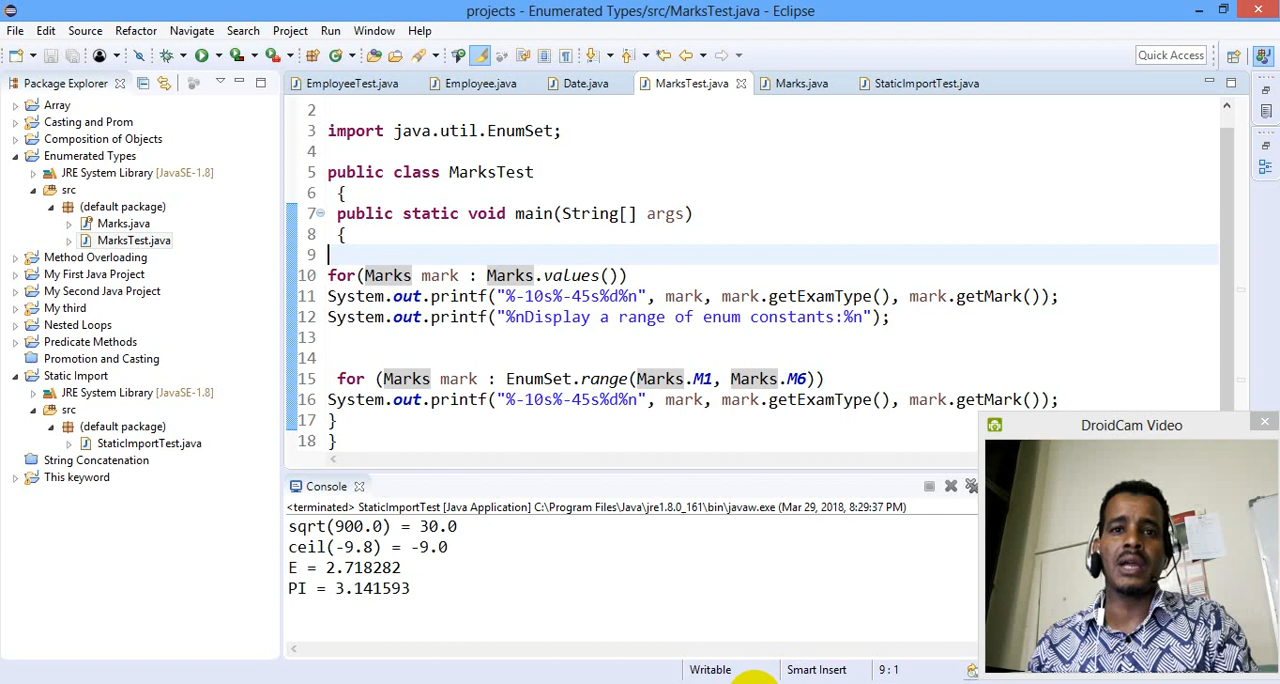 projects - Enumerated Types/src/MarksTest.java - Eclipse
File Edit Source Refactor Navigate Search Project Run Window Help
Quick Access
Package Explorer
EmployeeTest.java Employee.java Date.java MarksTest.java Marks.java StaticImportTest.java
Array
Casting and Prom
Composition of Objects
Enumerated Types
JRE System Library [JavaSE-1.8]
src
(default package)
Marks.java
MarksTest.java
Method Overloading
My First Java Project
My Second Java Project
My third
Nested Loops
Predicate Methods
Promotion and Casting
Static Import
JRE System Library [JavaSE-1.8]
src
(default package)
StaticImportTest.java
String Concatenation
This keyword
2
3 import java.util.EnumSet;
4
5 public class MarksTest
6 {
7 public static void main(String[] args)
8 {
9
10 for(Marks mark : Marks.values())
11 System.out.printf("%-10s%-45s%d%n", mark, mark.getExamType(), mark.getMark());
12 System.out.printf("%nDisplay a range of enum constants:%n");
13
14
15 for (Marks mark : EnumSet.range(Marks.M1, Marks.M6))
16 System.out.printf("%-10s%-45s%d%n", mark, mark.getExamType(), mark.getMark());
17 }
18 }
Console
<terminated> StaticImportTest [Java Application] C:\Program Files\Java\jre1.8.0_161\bin\javaw.exe (Mar 29, 2018, 8:29:37 PM)
sqrt(900.0) = 30.0
ceil(-9.8) = -9.0
E = 2.718282
PI = 3.141593
DroidCam Video
Writable Smart Insert 9 : 1